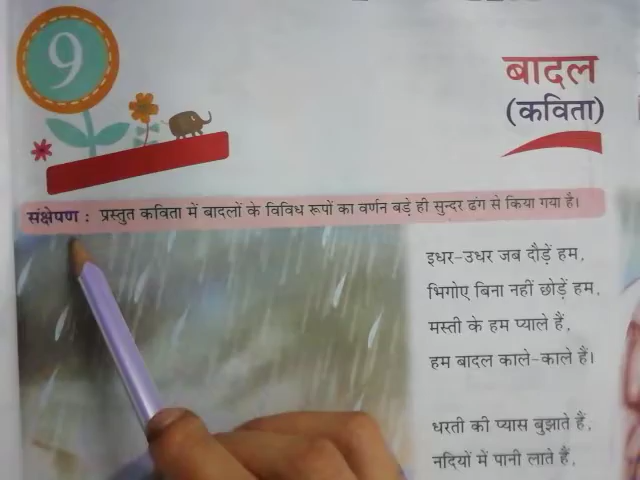 9
बादल
(कविता)
संक्षेपण : प्रस्तुत कविता में बादलों के विविध रूपों का वर्णन बड़े ही सुन्दर ढंग से किया गया है।
इधर-उधर जब दौड़ें हम,
भिगोए बिना नहीं छोड़ें हम,
मस्ती के हम प्याले हैं,
हम बादल काले-काले हैं।
धरती की प्यास बुझाते हैं,
नदियों में पानी लाते हैं,